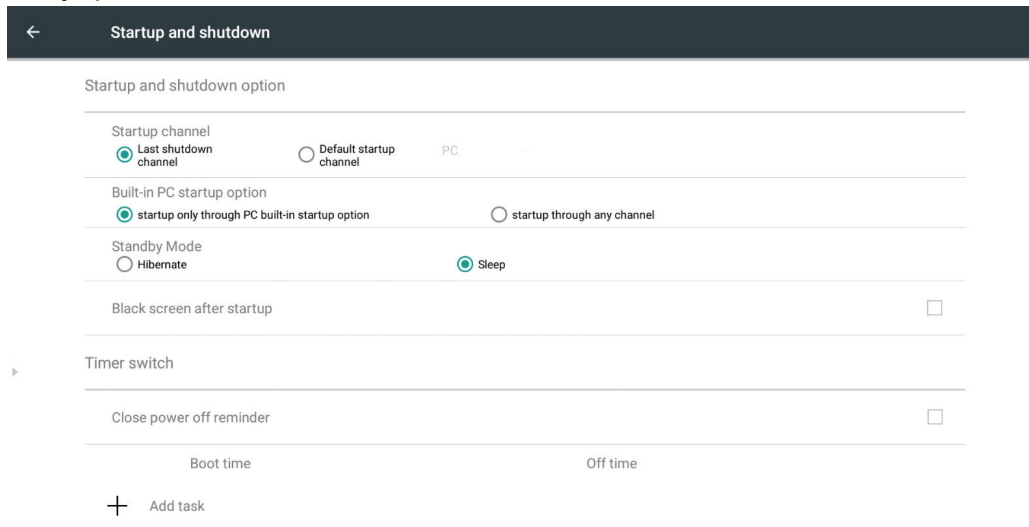 Startup and shutdown
Startup and shutdown option
Startup channel
Last shutdown channel
Default startup channel
PC
Built-in PC startup option
startup only through PC built-in startup option
startup through any channel
Standby Mode
Hibernate
Sleep
Black screen after startup
Timer switch
Close power off reminder
Boot time
Off time
Add task